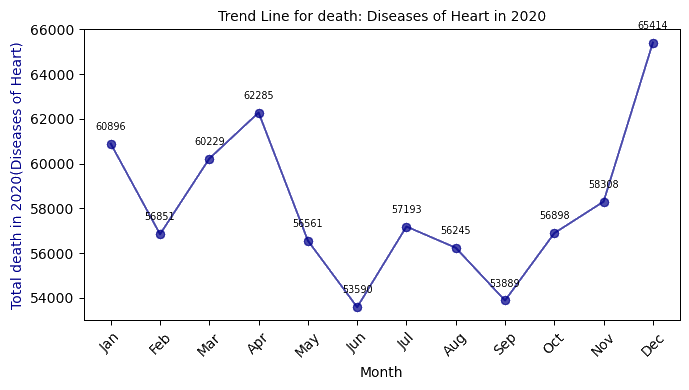 Trend Line for death: Diseases of Heart in 2020
Total death in 2020(Diseases of Heart)
66000
64000
62000
60000
58000
56000
54000
60896
56851
60229
62285
56561
53590
57193
56245
53889
56898
58308
65414
Jan
Feb
Mar
Apr
May
Jun
Jul
Aug
Sep
Oct
Nov
Dec
Month